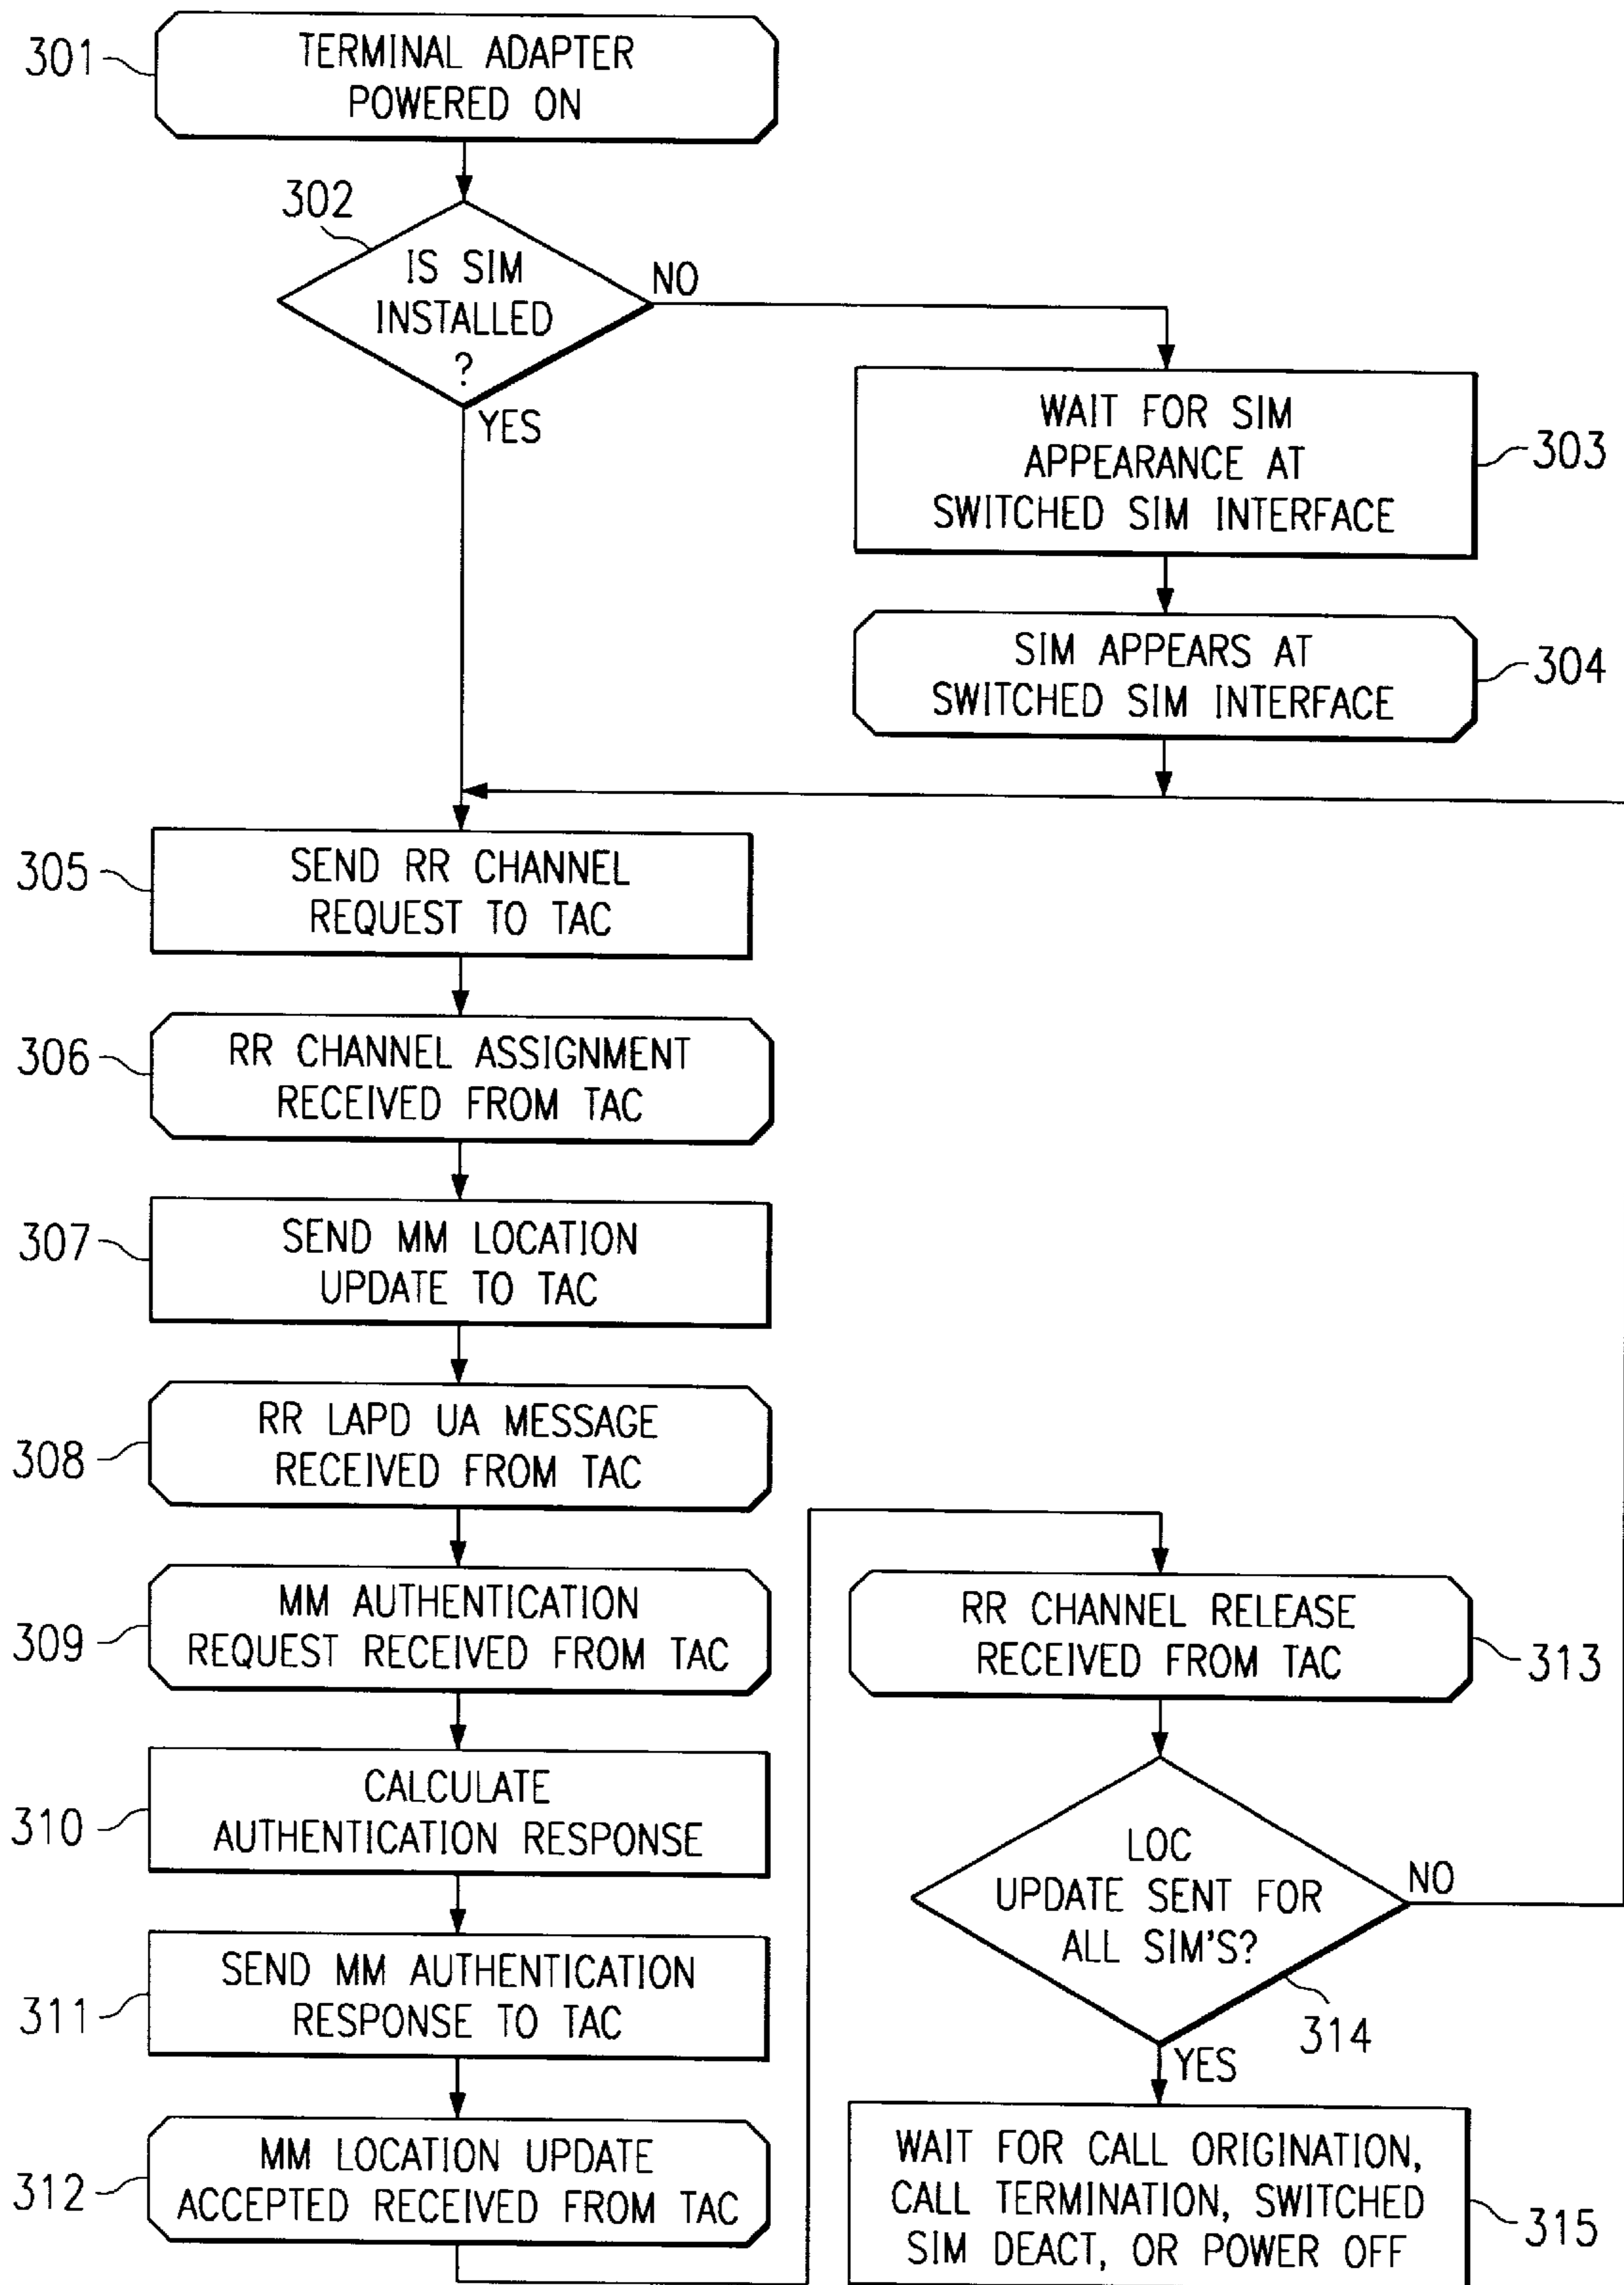 301
TERMINAL ADAPTER
POWERED ON
302
IS SIM
INSTALLED
?
NO
YES
WAIT FOR SIM
APPEARANCE AT
SWITCHED SIM INTERFACE
303
SIM APPEARS AT
SWITCHED SIM INTERFACE
304
305
SEND RR CHANNEL
REQUEST TO TAC
306
RR CHANNEL ASSIGNMENT
RECEIVED FROM TAC
307
SEND MM LOCATION
UPDATE TO TAC
308
RR LAPD UA MESSAGE
RECEIVED FROM TAC
309
MM AUTHENTICATION
REQUEST RECEIVED FROM TAC
310
CALCULATE
AUTHENTICATION RESPONSE
311
SEND MM AUTHENTICATION
RESPONSE TO TAC
312
MM LOCATION UPDATE
ACCEPTED RECEIVED FROM TAC
RR CHANNEL RELEASE
RECEIVED FROM TAC
313
LOC
UPDATE SENT FOR
ALL SIM'S?
NO
314
YES
WAIT FOR CALL ORIGINATION,
CALL TERMINATION, SWITCHED
SIM DEACT, OR POWER OFF
315